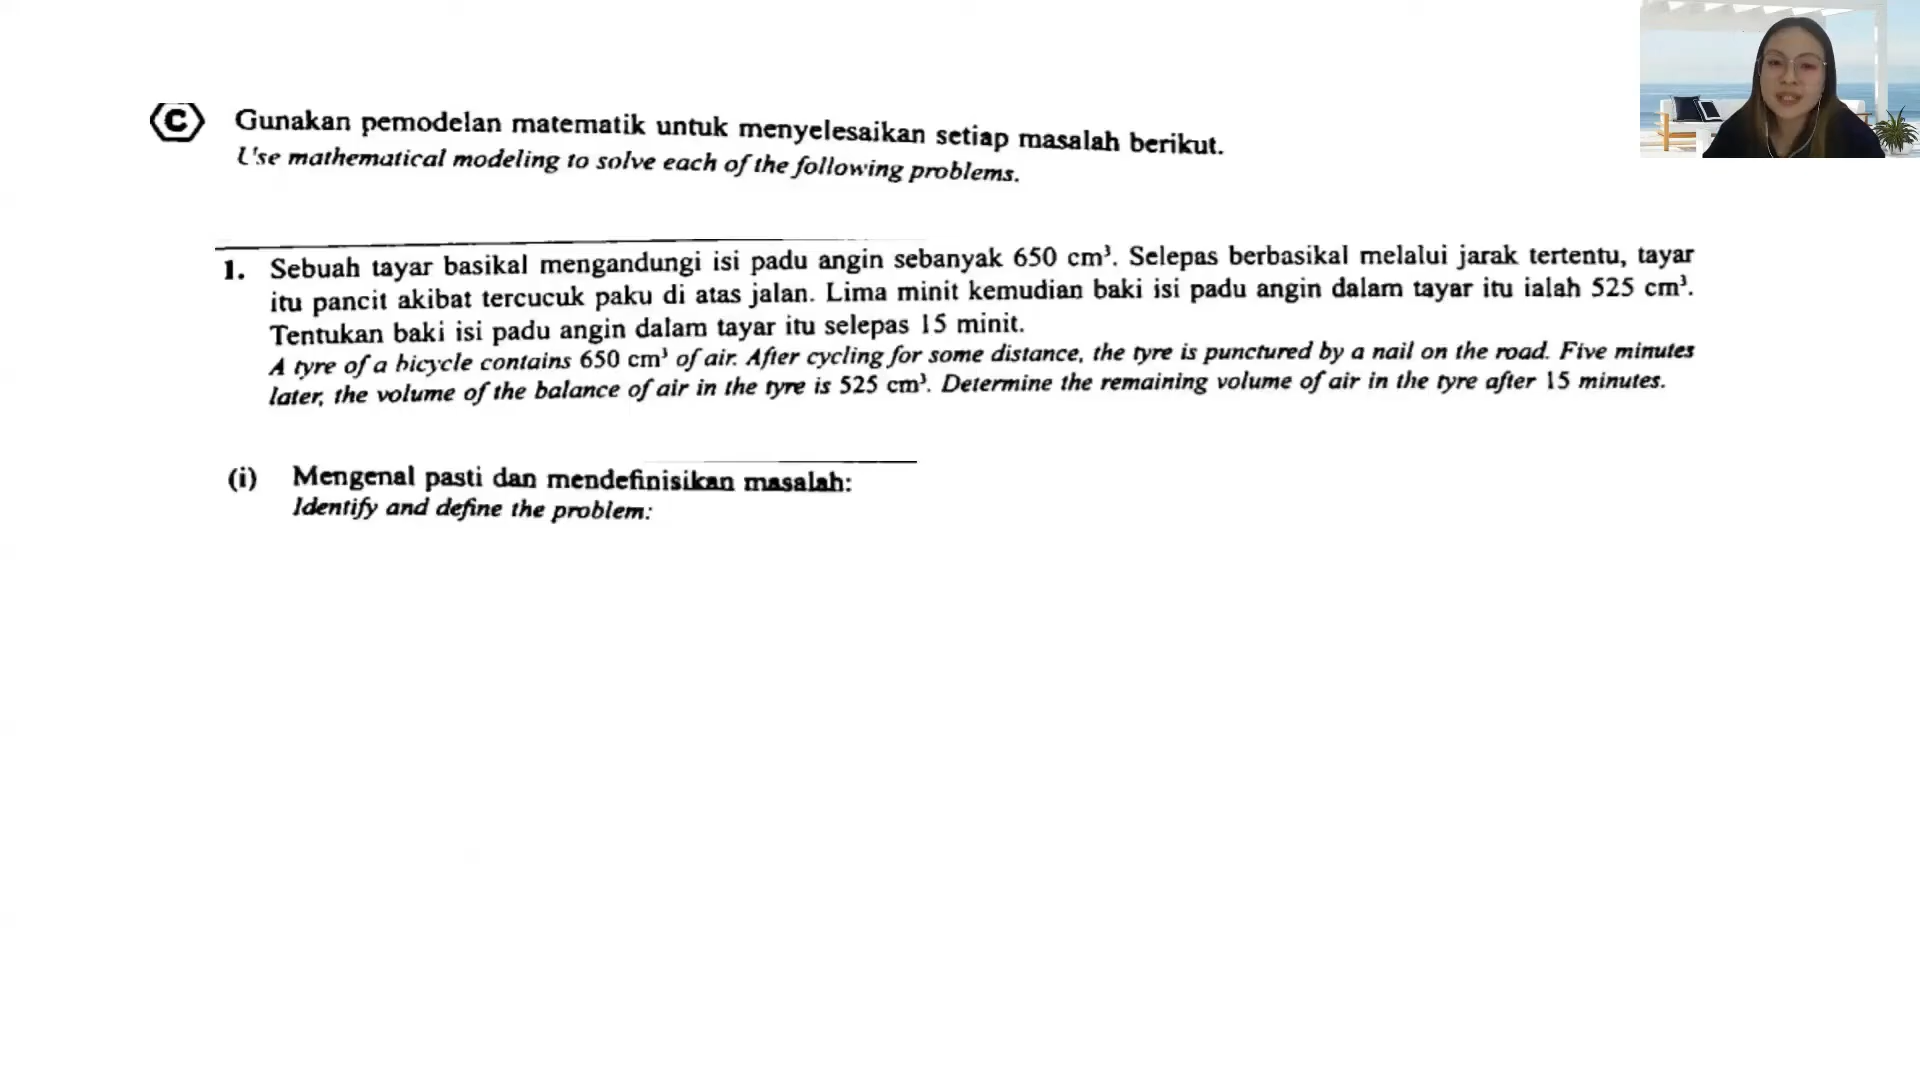 C Gunakan pemodelan matematik untuk menyelesaikan setiap masalah berikut.
Use mathematical modeling to solve each of the following problems.
1. Sebuah tayar basikal mengandungi isi padu angin sebanyak 650 cm³. Selepas berbasikal melalui jarak tertentu, tayar
itu pancit akibat tercucuk paku di atas jalan. Lima minit kemudian baki isi padu angin dalam tayar itu ialah 525 cm³.
Tentukan baki isi padu angin dalam tayar itu selepas 15 minit.
A tyre of a bicycle contains 650 cm³ of air. After cycling for some distance, the tyre is punctured by a nail on the road. Five minutes
later, the volume of the balance of air in the tyre is 525 cm³. Determine the remaining volume of air in the tyre after 15 minutes.
(i) Mengenal pasti dan mendefinisikan masalah:
Identify and define the problem: